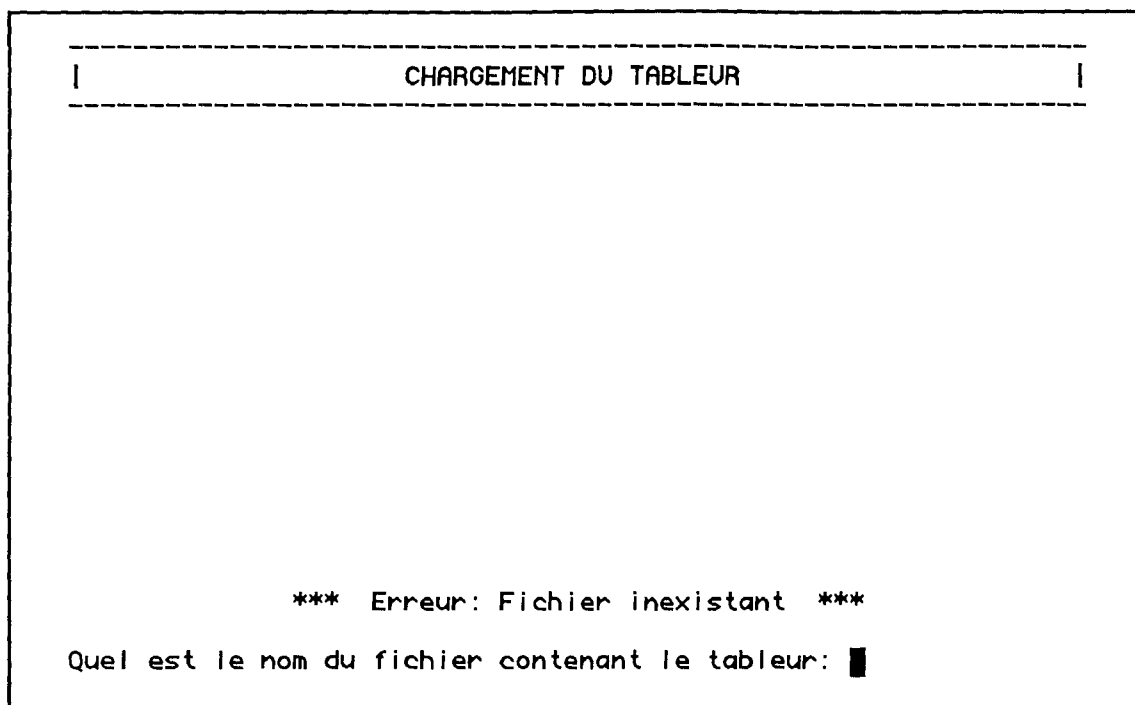 CHARGEMENT DU TABLEUR
*** Erreur: Fichier inexistant ***
Quel est le nom du fichier contenant le tableur: